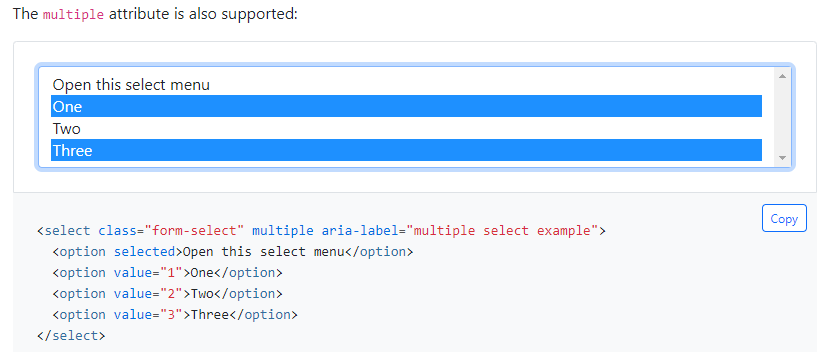 The multiple attribute is also supported:
Open this select menu
One
Two
Three
Copy
<select class="form-select" multiple aria-label="multiple select example">
  <option selected>Open this select menu</option>
  <option value="1">One</option>
  <option value="2">Two</option>
  <option value="3">Three</option>
</select>